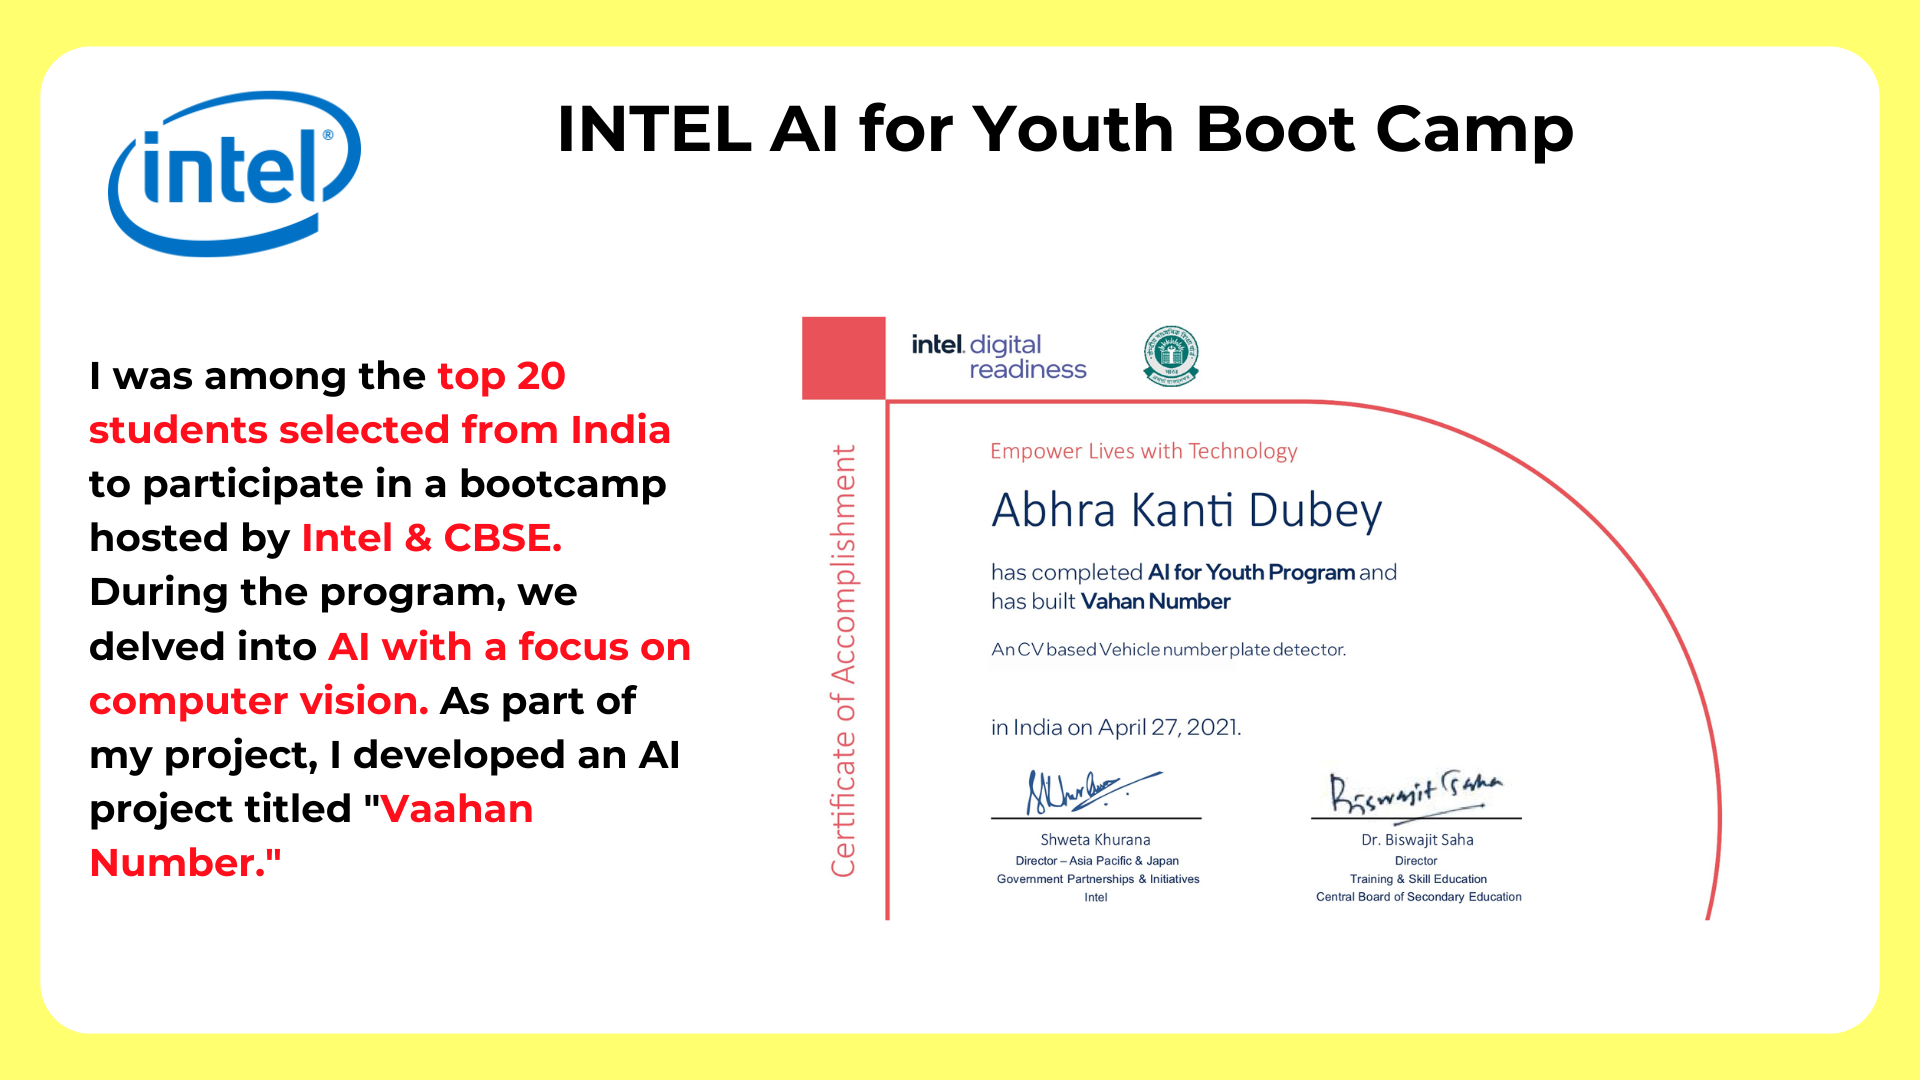 intel®
INTEL AI for Youth Boot Camp
I was among the top 20
students selected from India
to participate in a bootcamp
hosted by Intel & CBSE.
During the program, we
delved into AI with a focus on
computer vision. As part of
my project, I developed an AI
project titled "Vaahan
Number."
intel. digital
readiness
Certificate of Accomplishment
Empower Lives with Technology
Abhra Kanti Dubey
has completed AI for Youth Program and
has built Vahan Number
An CV based Vehicle number plate detector.
in India on April 27, 2021.
Biswajit Saha
Shweta Khurana
Director – Asia Pacific & Japan
Government Partnerships & Initiatives
Intel
Dr. Biswajit Saha
Director
Training & Skill Education
Central Board of Secondary Education